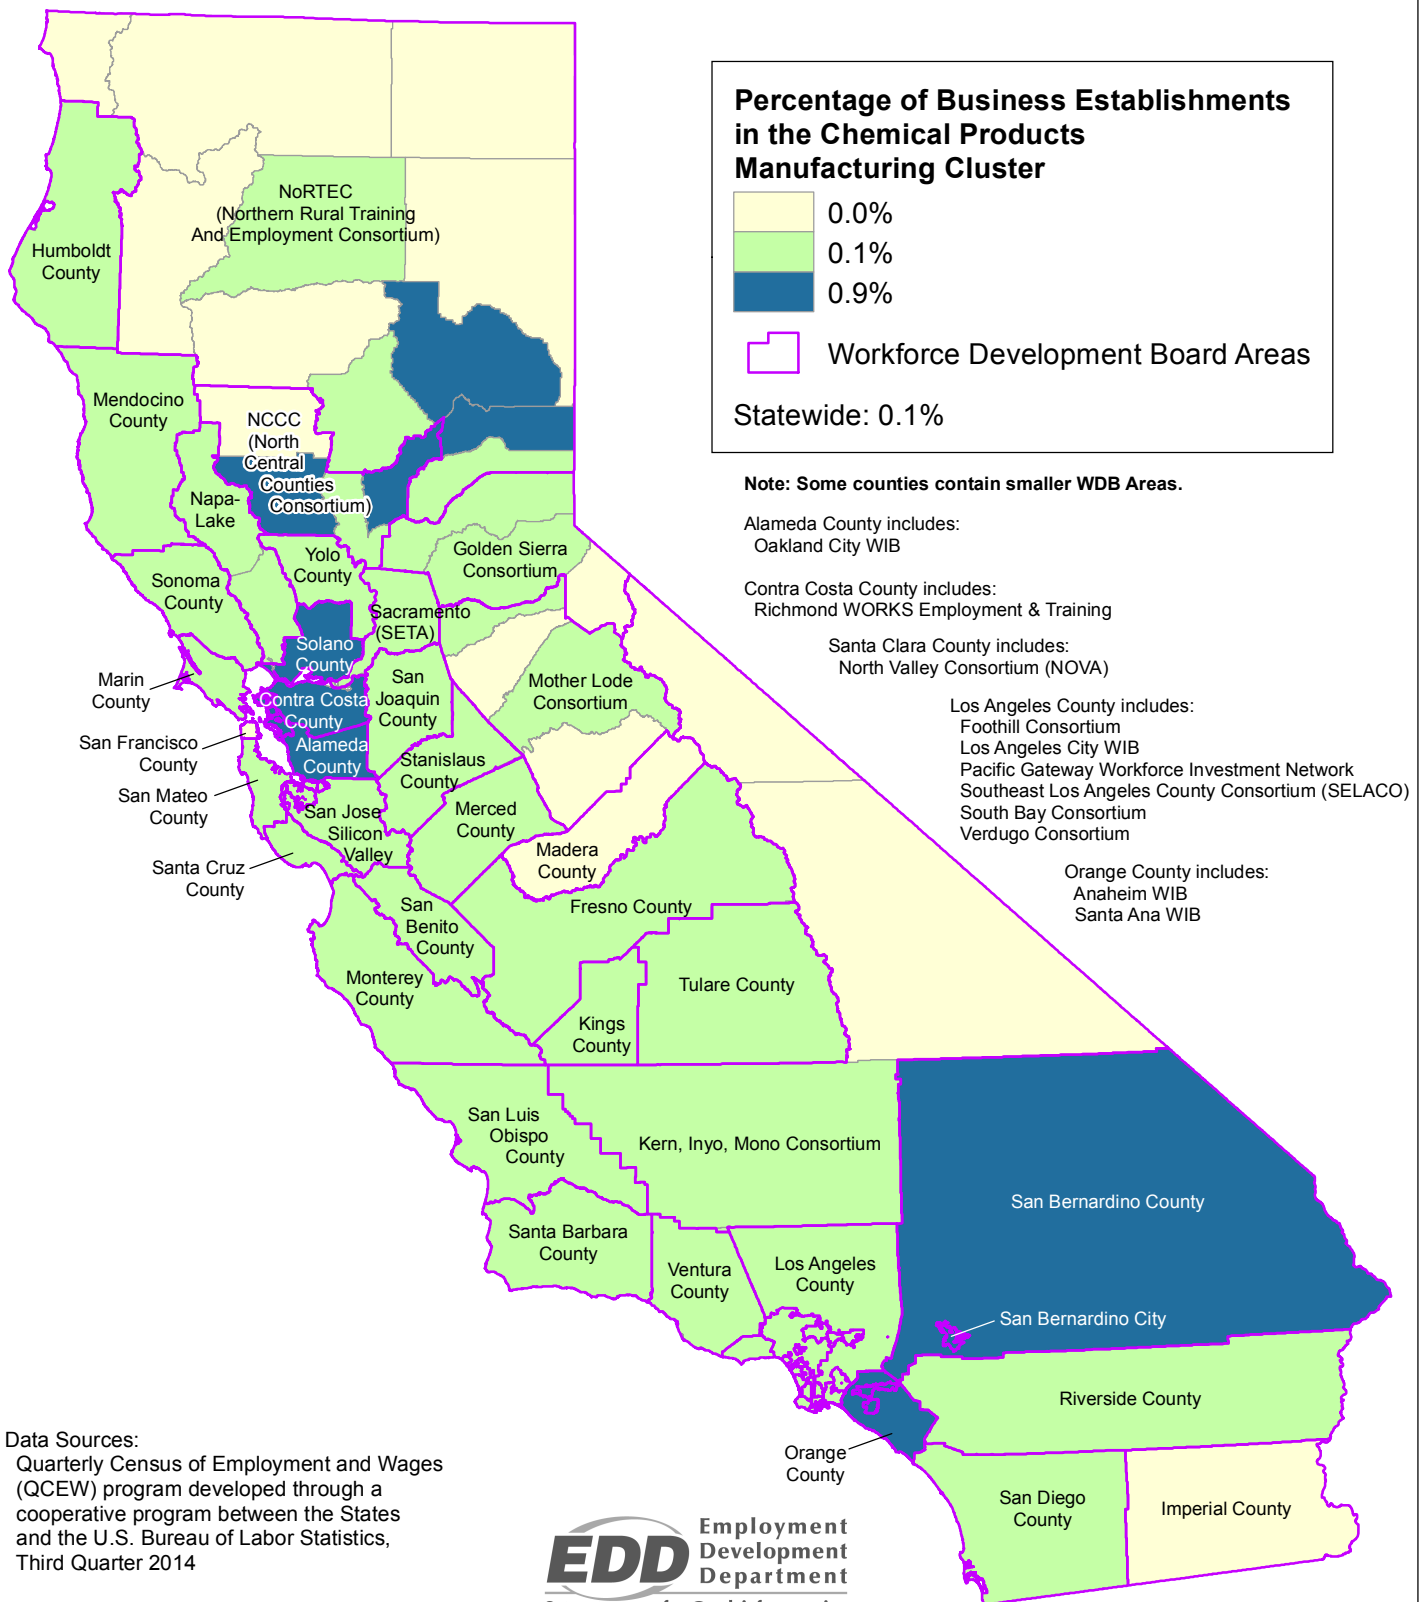 Percentage of Business Establishments
in the Chemical Products
Manufacturing Cluster
0.0%
0.1%
0.9%
Workforce Development Board Areas
Statewide: 0.1%
Note: Some counties contain smaller WDB Areas.
Alameda County includes:
Oakland City WIB
Contra Costa County includes:
Richmond WORKS Employment & Training
Santa Clara County includes:
North Valley Consortium (NOVA)
Los Angeles County includes:
Foothill Consortium
Los Angeles City WIB
Pacific Gateway Workforce Investment Network
Southeast Los Angeles County Consortium (SELACO)
South Bay Consortium
Verdugo Consortium
Orange County includes:
Anaheim WIB
Santa Ana WIB
NoRTEC
(Northern Rural Training
And Employment Consortium)
Humboldt
County
Mendocino
County
NCCC
(North
Central
Counties
Consortium)
Napa-
Lake
Yolo
County
Golden Sierra
Consortium
Sonoma
County
Sacramento
(SETA)
Solano
County
Marin
County
Contra Costa
County
San
Joaquin
County
Mother Lode
Consortium
San Francisco
County
Alameda
County
Stanislaus
County
San Mateo
County
San Jose
Silicon
Valley
Merced
County
Santa Cruz
County
Madera
County
San
Benito
County
Fresno County
Monterey
County
Tulare County
Kings
County
San Luis
Obispo
County
Kern, Inyo, Mono Consortium
San Bernardino County
Santa Barbara
County
Ventura
County
Los Angeles
County
San Bernardino City
Riverside County
Orange
County
San Diego
County
Imperial County
Data Sources:
Quarterly Census of Employment and Wages
(QCEW) program developed through a
cooperative program between the States
and the U.S. Bureau of Labor Statistics,
Third Quarter 2014
EDD
Employment
Development
Department